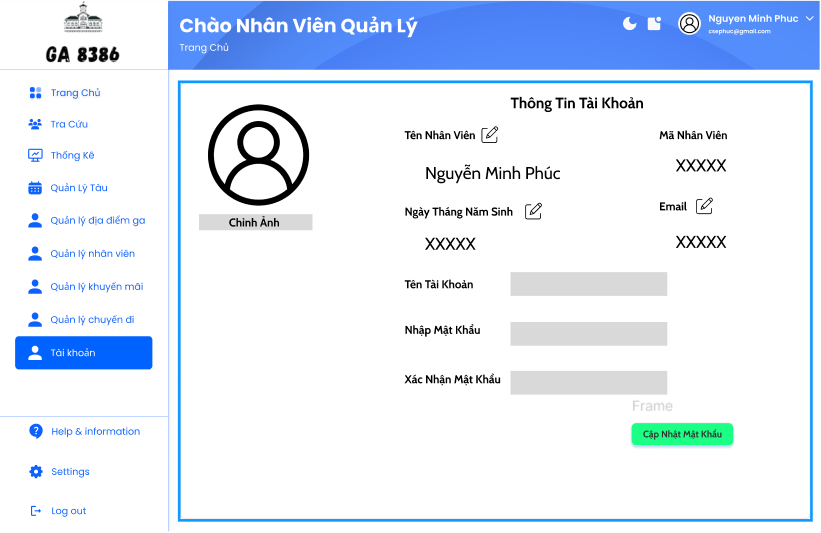 GA 8386
Trang Chủ
Tra Cứu
Thống Kê
Quản Lý Tàu
Quản lý địa điểm ga
Quản lý nhân viên
Quản lý khuyến mãi
Quản lý chuyến đi
Tài khoản
Help & information
Settings
Log out
Chào Nhân Viên Quản Lý
Trang Chủ
Nguyen Minh Phuc
csephuc@gmail.com
Thông Tin Tài Khoản
Chỉnh Ảnh
Tên Nhân Viên
Mã Nhân Viên
Nguyễn Minh Phúc
XXXXX
Ngày Tháng Năm Sinh
Email
XXXXX
XXXXX
Tên Tài Khoản
Nhập Mật Khẩu
Xác Nhận Mật Khẩu
Frame
Cập Nhật Mật Khẩu